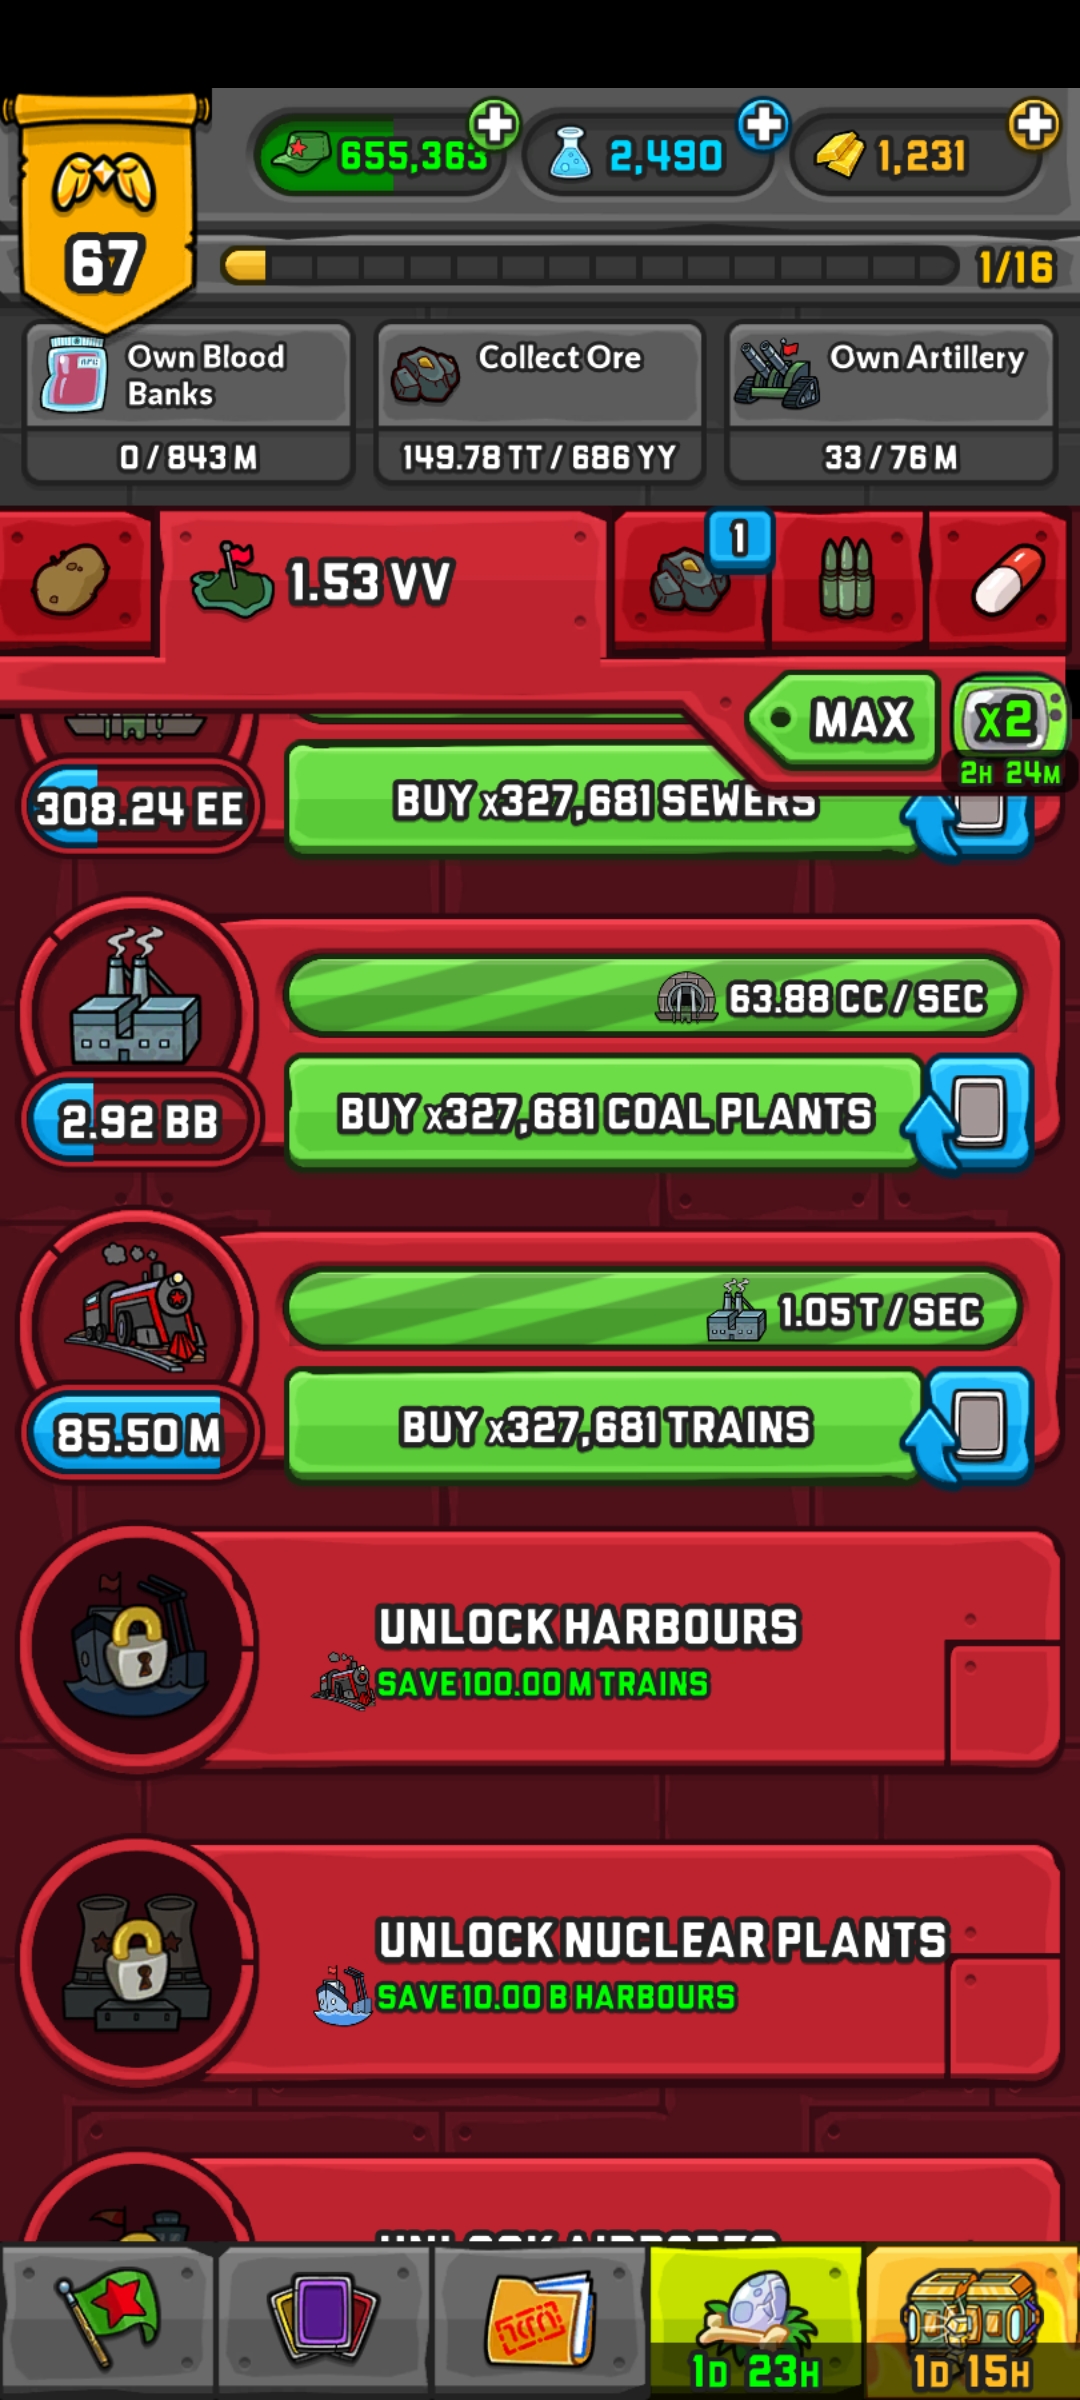 655,363
2,490
1,231
67
1/16
Own Blood
Banks
0 / 843 M
Collect Ore
149.78 TT / 686 YY
Own Artillery
33 / 76 M
1.53 VV
1
MAX
x2
2H 24M
308.24 EE
BUY x327,681 SEWERS
63.88 CC / SEC
2.92 BB
BUY x327,681 COAL PLANTS
1.05 T / SEC
85.50 M
BUY x327,681 TRAINS
UNLOCK HARBOURS
SAVE 100.00 M TRAINS
UNLOCK NUCLEAR PLANTS
SAVE 10.00 B HARBOURS
1D 23H
1D 15H